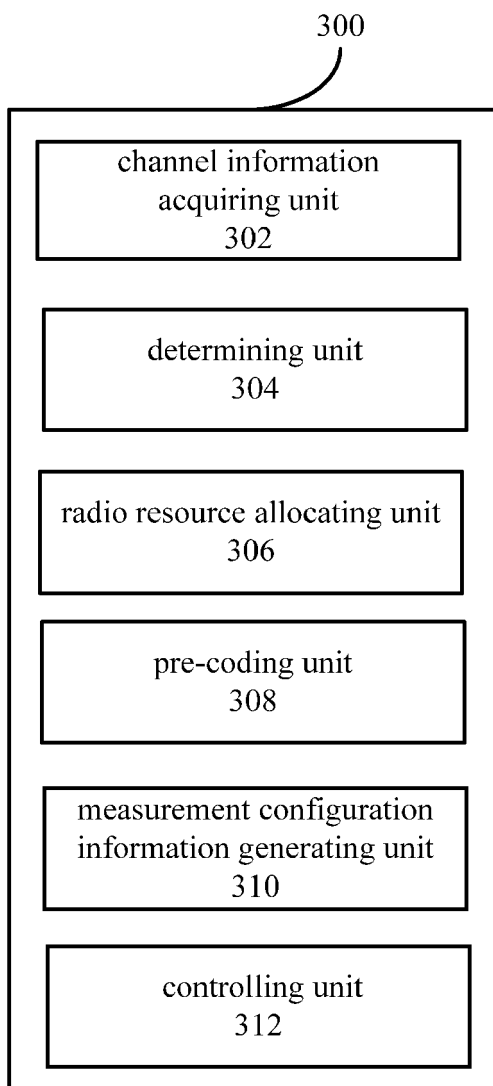 300
channel information
acquiring unit
302
determining unit
304
radio resource allocating unit
306
pre-coding unit
308
measurement configuration
information generating unit
310
controlling unit
312